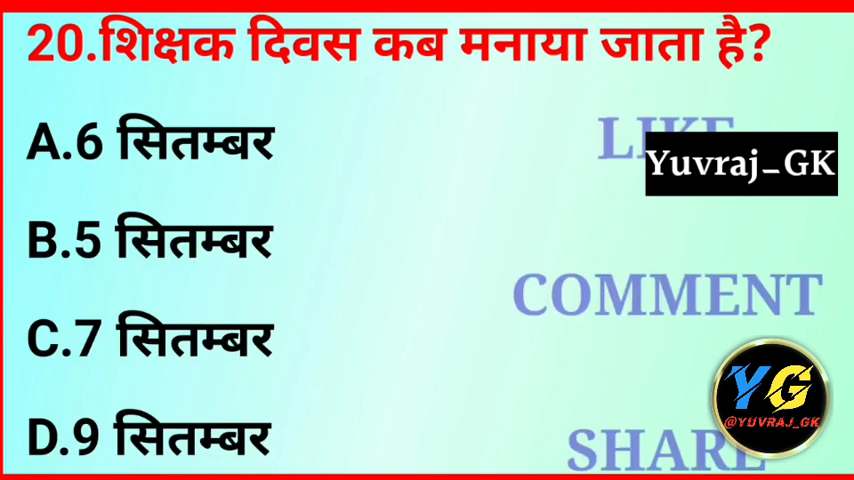 20.शिक्षक दिवस कब मनाया जाता है?
A.6 सितम्बर
B.5 सितम्बर
C.7 सितम्बर
D.9 सितम्बर
LIKE
Yuvraj_GK
COMMENT
SHARE
YG
@YUVRAJ_GK